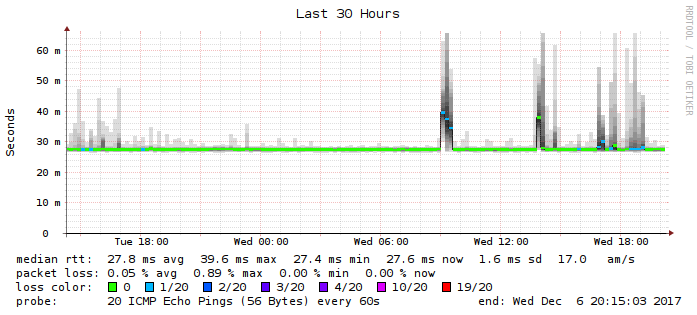 Last 30 Hours
RRDTOOL / TOBI OETIKER
Seconds
60 m
50 m
40 m
30 m
20 m
10 m
0
Tue 18:00 Wed 00:00 Wed 06:00 Wed 12:00 Wed 18:00
median rtt: 27.8 ms avg 39.6 ms max 27.4 ms min 27.6 ms now 1.6 ms sd 17.0 am/s
packet loss: 0.05 % avg 0.89 % max 0.00 % min 0.00 % now
loss color: 0 1/20 2/20 3/20 4/20 10/20 19/20
probe: 20 ICMP Echo Pings (56 Bytes) every 60s end: Wed Dec 6 20:15:03 2017